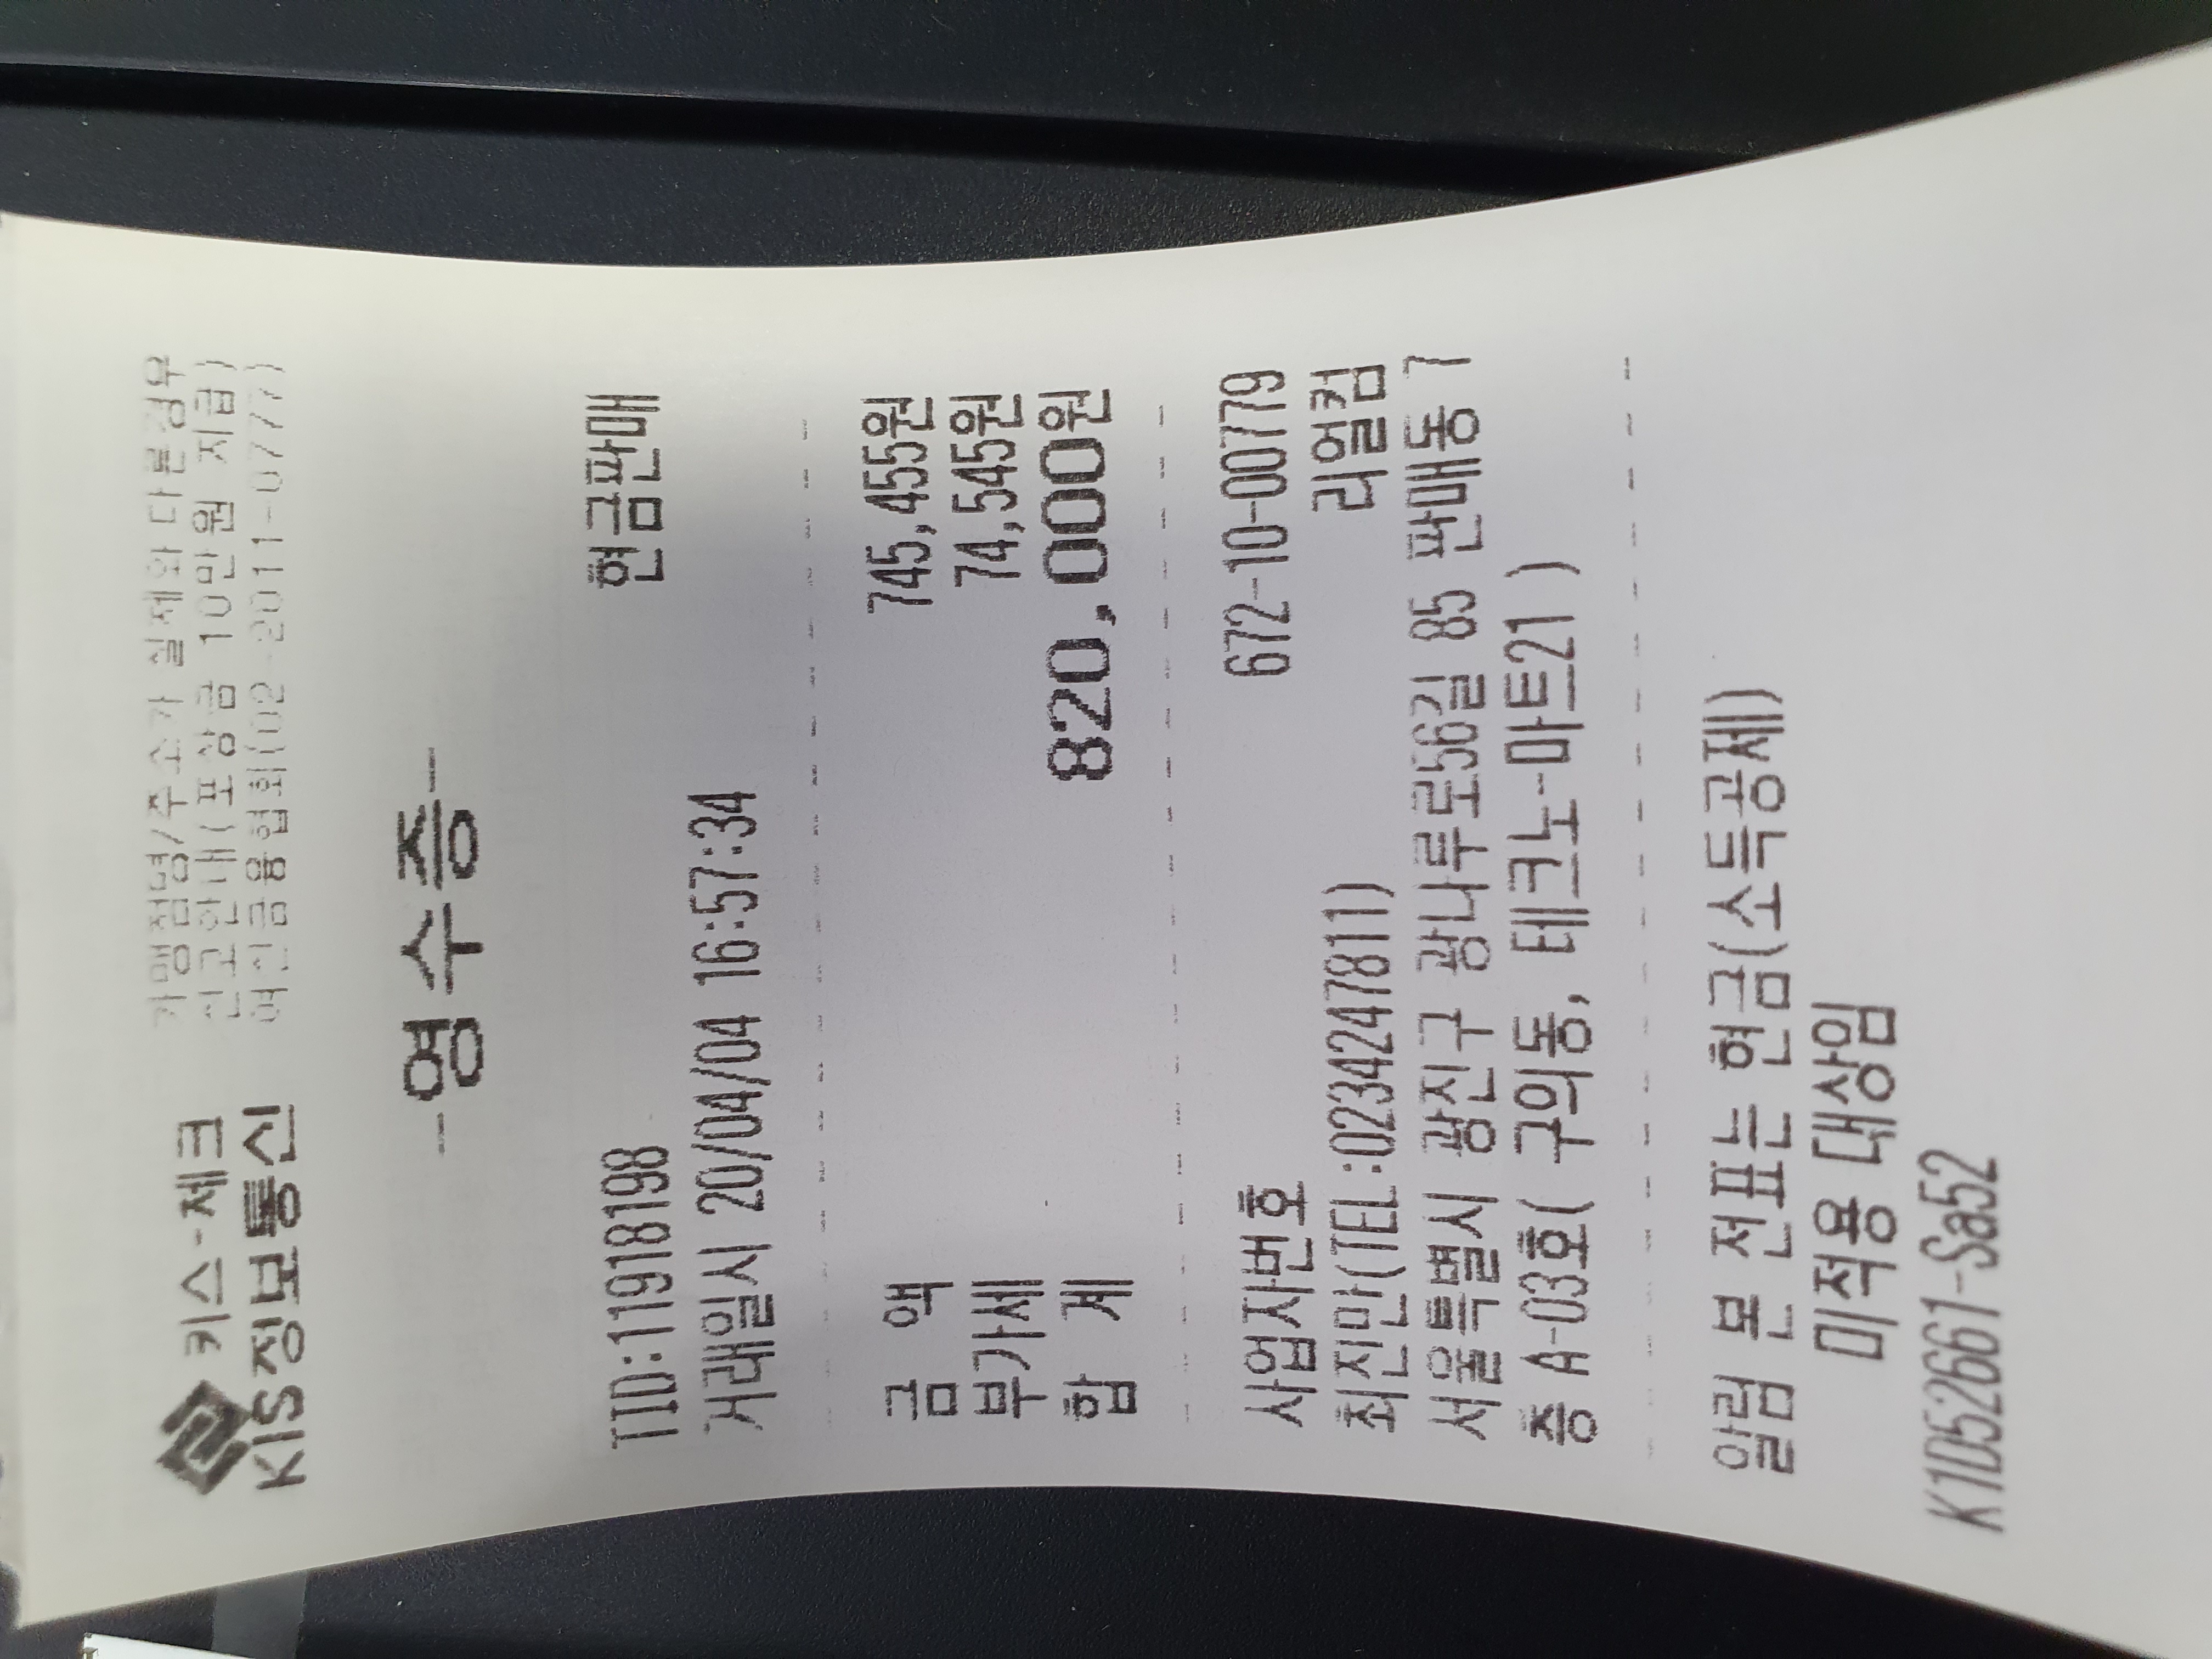 키스-체크
KIS정보통신
가맹점명/주소가 실제와 다른경우
신고안내(포상금 10만원 지급)
여신금융협회(02-2011-0777)
-영수증-
TID:11918198 현금판매
거래일시 20/04/04 16:57:34
금 액 745,455원
부가세 74,545원
합 계 820,000원
사업자번호 672-10-00779
최진만(TEL:0234247811) 리얼컴
서울특별시 광진구 광나루로56길 85 판매동 7
층 A-03호( 구의동, 테크노-마트21 )
알림 본 전표는 현금(소득공제)
미적용 대상임
K1D52661-Sa52